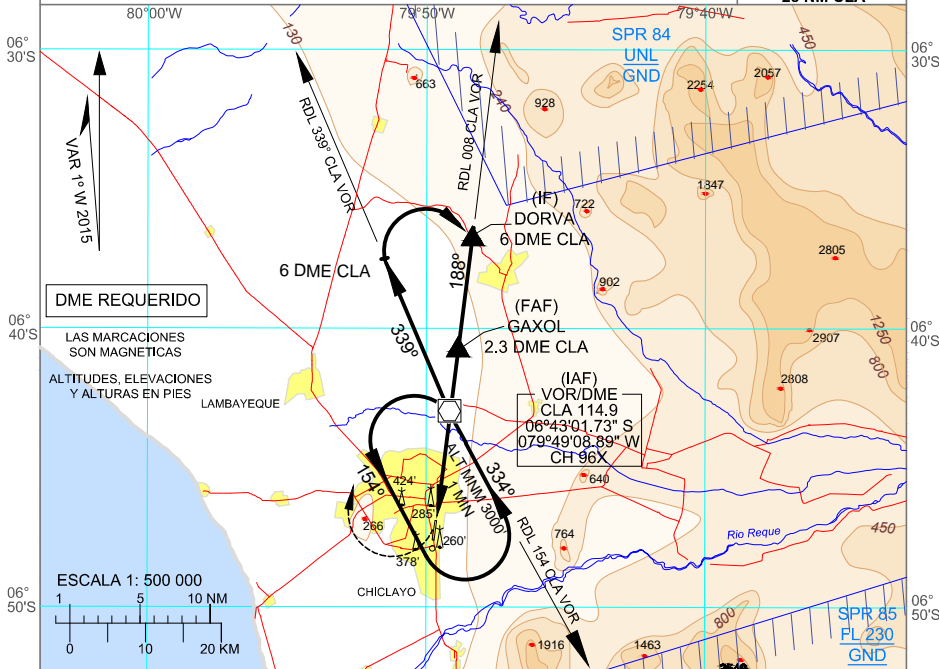 20 NM CLA
80°00'W
79°50'W
79°40'W
06°
30'S
06°
30'S
130
240
450
SPR 84
UNL
GND
663
928
2254
2057
VAR 1° W 2015
RDL 339° CLA VOR
RDL 008 CLA VOR
1847
722
(IF)
DORVA
6 DME CLA
6 DME CLA
188°
2805
902
DME REQUERIDO
(FAF)
GAXOL
2.3 DME CLA
06°
40'S
06°
40'S
LAS MARCACIONES
SON MAGNETICAS
ALTITUDES, ELEVACIONES
Y ALTURAS EN PIES
339°
2907
1250
800
2808
LAMBAYEQUE
(IAF)
VOR/DME
CLA 114.9
06°43'01.73" S
079°49'08.89" W
CH 96X
154°
ALT MNM 3000'
1 MIN
334°
424'
285'
266
260'
378'
640
764
RDL 154 CLA VOR
Rio Reque
450
ESCALA 1: 500 000
1 5 10 NM
0 10 20 KM
CHICLAYO
06°
50'S
06°
50'S
800
SPR 85
FL 230
GND
1916
1463